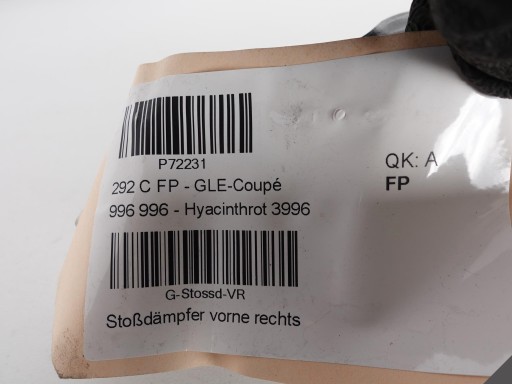 P72231
292 C FP - GLE-Coupé
996 996 - Hyacinthrot 3996
QK: A
FP
G-Stossd-VR
Stoßdämpfer vorne rechts